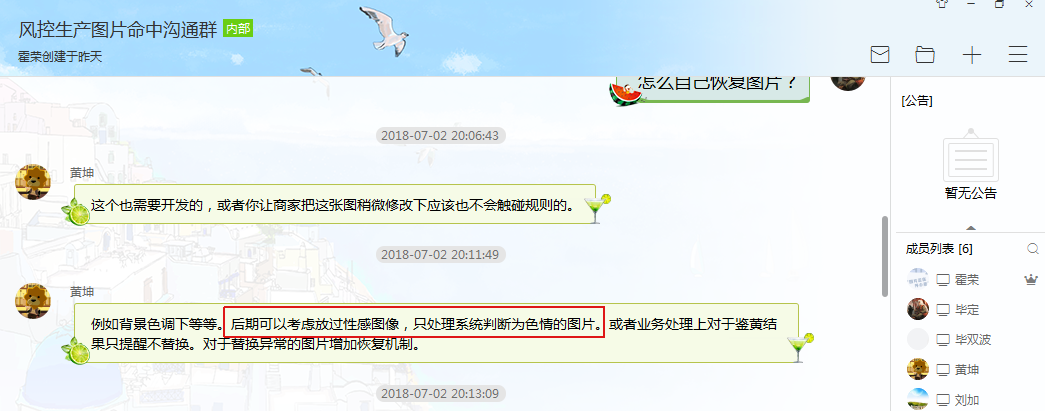 风控生产图片命中沟通群 内部
霍荣创建于昨天
怎么自己恢复图片？
[公告]
2018-07-02 20:06:43
黄坤
这个也需要开发的，或者你让商家把这张图稍微修改下应该也不会触碰规则的。
暂无公告
2018-07-02 20:11:49
成员列表 [6]
霍荣
黄坤
例如背景色调下等等。后期可以考虑放过性感图像，只处理系统判断为色情的图片。或者业务处理上对于鉴黄结
果只提醒不替换。对于替换异常的图片增加恢复机制。
毕定
毕双波
黄坤
2018-07-02 20:13:09
刘加